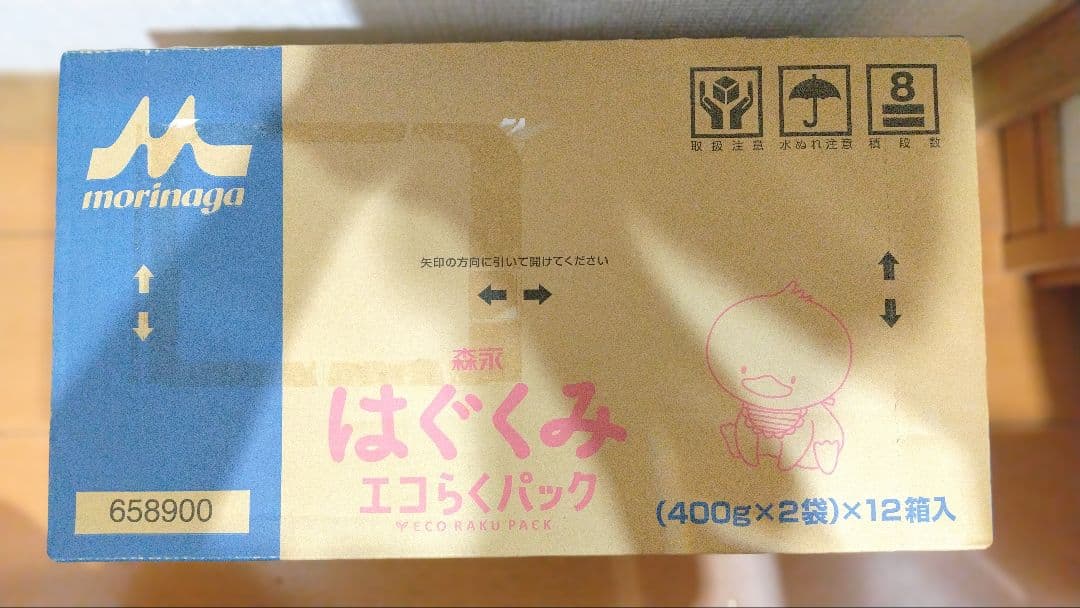 morinaga
8
取扱注意 水ぬれ注意 積段数
矢印の方向に引いて開けてください
森永
はぐくみ
エコらくパック
ECO RAKU PACK
658900
(400g×2袋)×12箱入